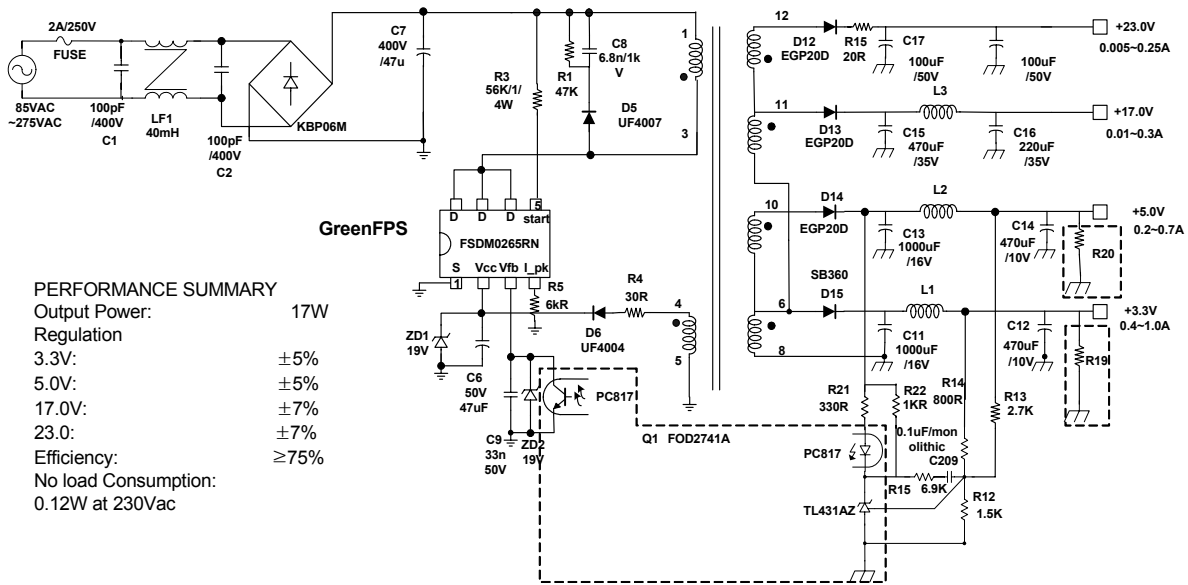 2A/250V
FUSE
85VAC
~275VAC
100pF
/400V
C1
LF1
40mH
100pF
/400V
C2
KBP06M
C7
400V
/47u
R3
56K/1/
4W
R1
47K
C8
6.8n/1k
V
D5
UF4007
1
3
12
D12
EGP20D
R15
20R
C17
100uF
/50V
100uF
/50V
+23.0V
0.005~0.25A
11
D13
EGP20D
C15
470uF
/35V
L3
C16
220uF
/35V
+17.0V
0.01~0.3A
10
D14
EGP20D
C13
1000uF
/16V
L2
C14
470uF
/10V
R20
+5.0V
0.2~0.7A
6
8
SB360
D15
C11
1000uF
/16V
L1
C12
470uF
/10V
R19
+3.3V
0.4~1.0A
GreenFPS
D D D 5
start
FSDM0265RN
S Vcc Vfb I_pk
1
R5
6kR
R4
30R
D6
UF4004
4
5
ZD1
19V
C6
50V
47uF
C9
33n
50V
ZD2
19V
PC817
Q1 FOD2741A
R21
330R
R22
1KR
R14
800R
R13
2.7K
0.1uF/mon
olithic
C209
PC817
R15
6.9K
R12
1.5K
TL431AZ
PERFORMANCE SUMMARY
Output Power: 17W
Regulation
3.3V: ±5%
5.0V: ±5%
17.0V: ±7%
23.0: ±7%
Efficiency: ≥75%
No load Consumption:
0.12W at 230Vac